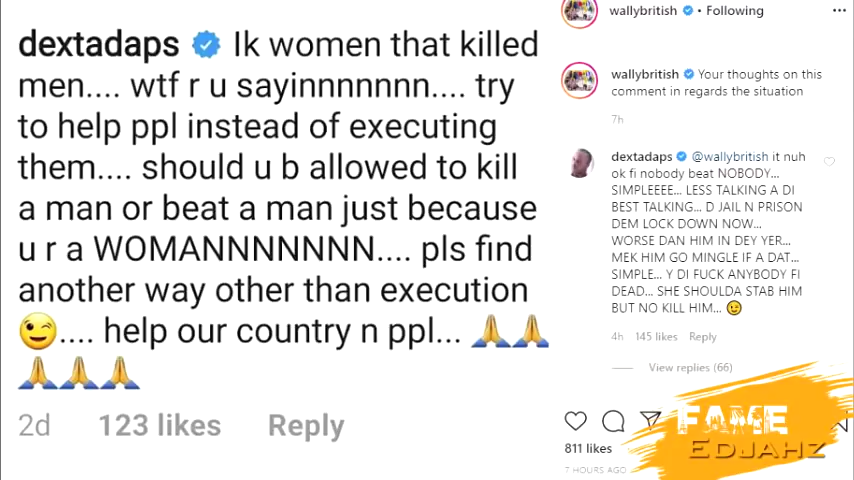 dextadaps Ik women that killed
men.... wtf r u sayinnnnnnn.... try
to help ppl instead of executing
them.... should u b allowed to kill
a man or beat a man just because
u r a WOMANNNNNNN.... pls find
another way other than execution
😉.... help our country n ppl... 🙏🙏
🙏🙏🙏
2d 123 likes Reply
wallybritish • Following
wallybritish Your thoughts on this
comment in regards the situation
7h
dextadaps @wallybritish it nuh
ok fi nobody beat NOBODY...
SIMPLEEEE... LESS TALKING A DI
BEST TALKING... D JAIL N PRISON
DEM LOCK DOWN NOW...
WORSE DAN HIM IN DEY YER...
MEK HIM GO MINGLE IF A DAT...
SIMPLE... Y DI FUCK ANYBODY FI
DEAD... SHE SHOULDA STAB HIM
BUT NO KILL HIM... 😉
4h 145 likes Reply
View replies (66)
811 likes
7 HOURS AGO
FAME
EDJAHZ